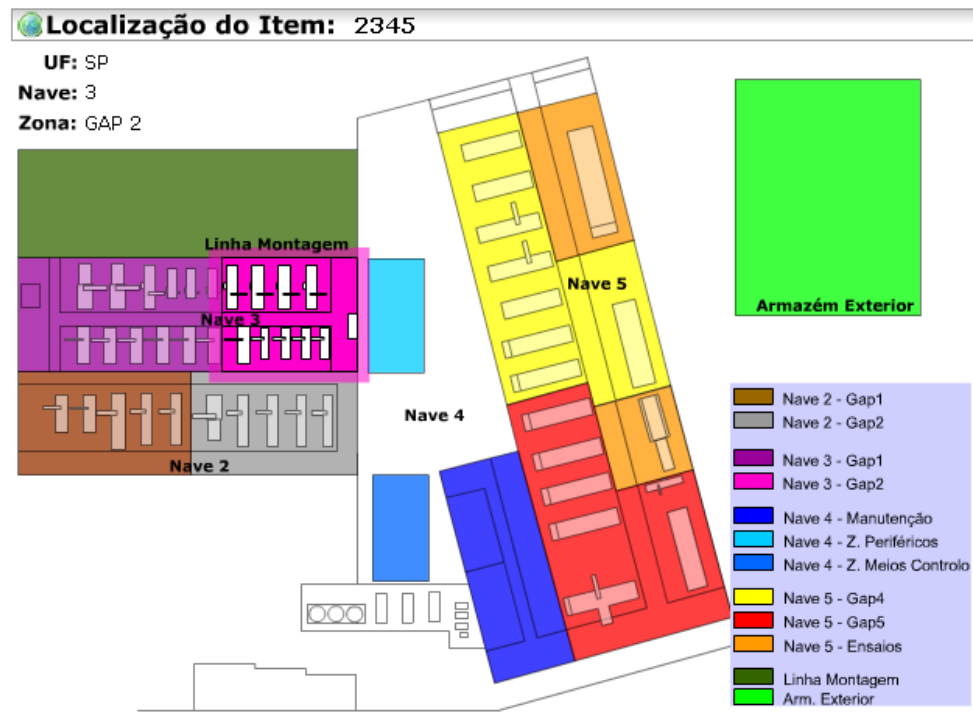 Localização do Item: 2345
UF: SP
Nave: 3
Zona: GAP 2
Linha Montagem
Nave 3
Nave 2
Nave 4
Nave 5
Armazém Exterior
Nave 2 - Gap1
Nave 2 - Gap2
Nave 3 - Gap1
Nave 3 - Gap2
Nave 4 - Manutenção
Nave 4 - Z. Periféricos
Nave 4 - Z. Meios Controlo
Nave 5 - Gap4
Nave 5 - Gap5
Nave 5 - Ensaios
Linha Montagem
Arm. Exterior